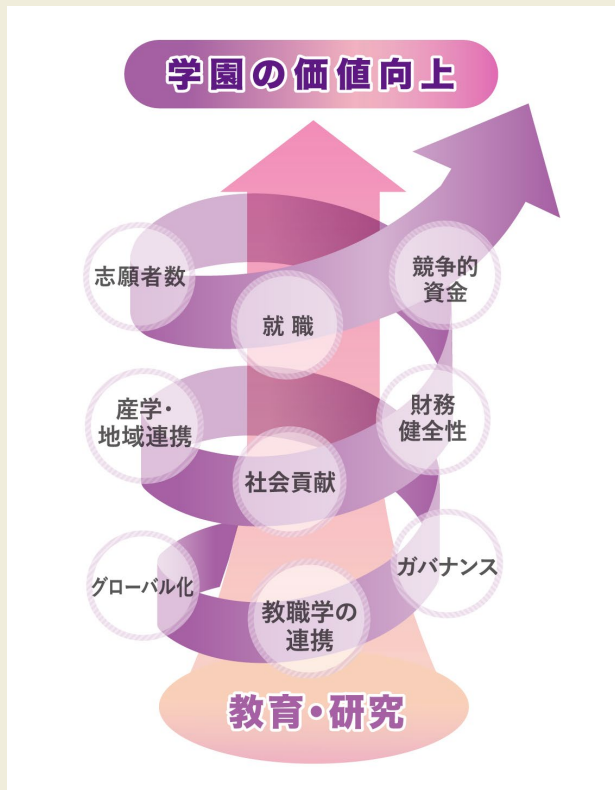 学園の価値向上
志願者数
就職
競争的
資金
産学・
地域連携
社会貢献
財務
健全性
グローバル化
教職学の
連携
ガバナンス
教育・研究